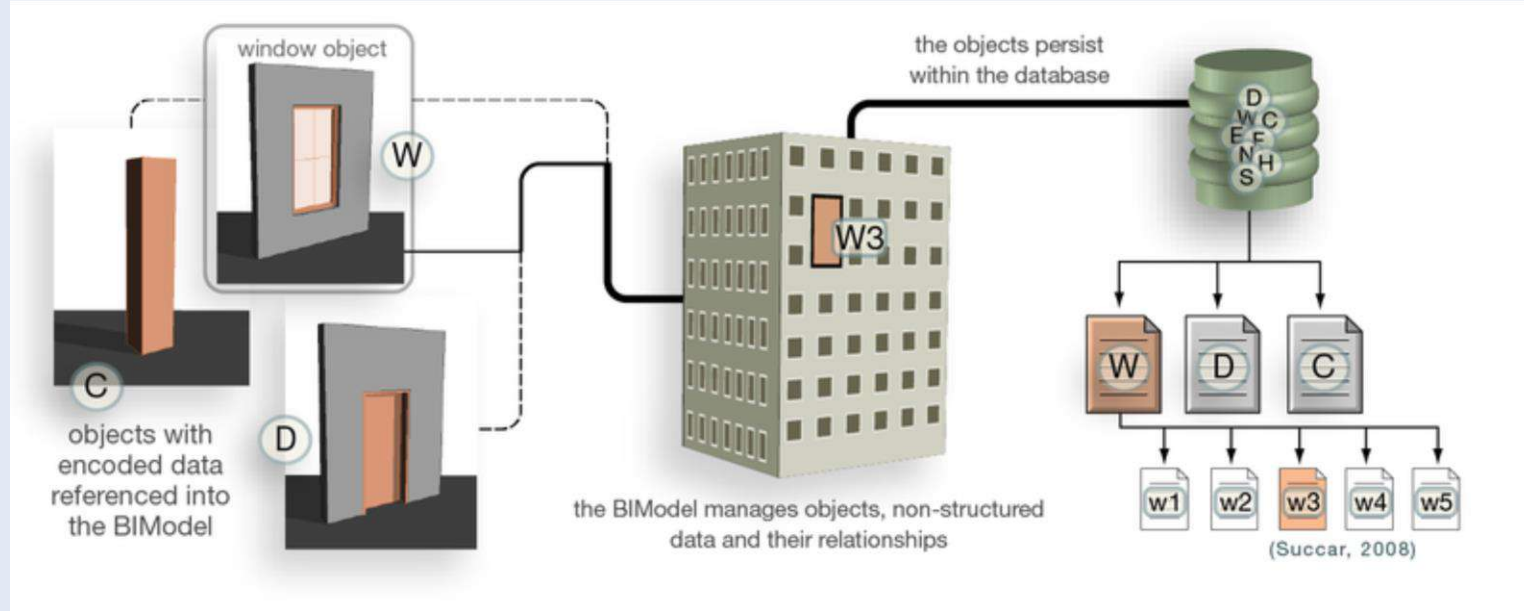 window object
W
C
objects with
encoded data
referenced into
the BIModel
D
W3
the BIModel manages objects, non-structured
data and their relationships
the objects persist
within the database
D
W C
E F
N H
S
W D C
w1 w2 w3 w4 w5
(Succar, 2008)